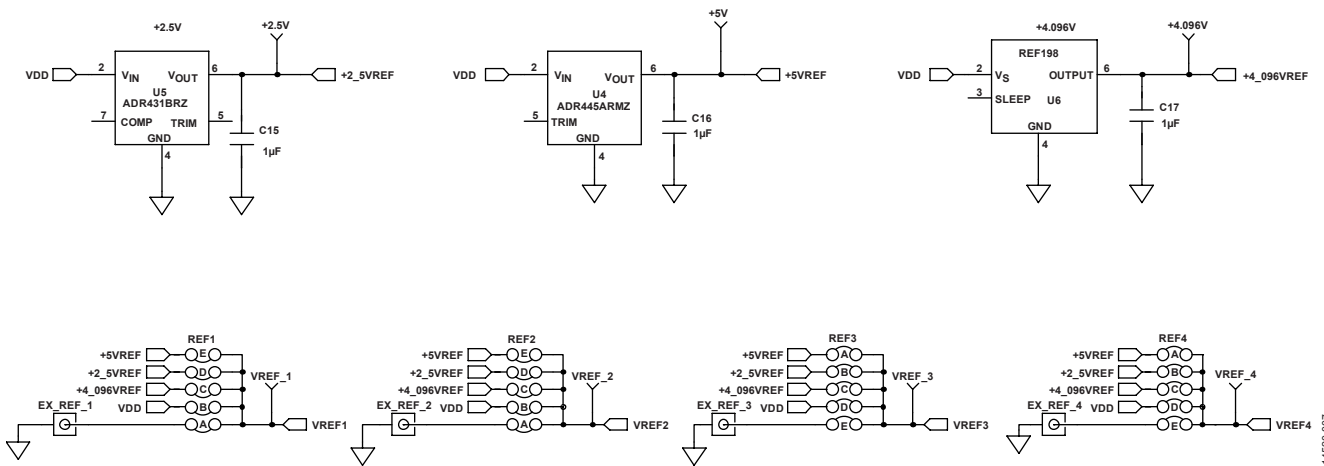 +2.5V
+2.5V
VDD
2
VIN
VOUT
6
+2_5VREF
U5
ADR431BRZ
7
COMP
TRIM
5
GND
4
C15
1µF
+5V
VDD
2
VIN
VOUT
6
+5VREF
U4
ADR445ARMZ
5
TRIM
GND
4
C16
1µF
+4.096V
+4.096V
REF198
VDD
2
VS
OUTPUT
6
+4_096VREF
3
SLEEP
U6
GND
4
C17
1µF
REF1
+5VREF
E
+2_5VREF
D
VREF_1
+4_096VREF
C
EX_REF_1
VDD
B
A
VREF1
REF2
+5VREF
E
+2_5VREF
D
VREF_2
+4_096VREF
C
EX_REF_2
VDD
B
A
VREF2
REF3
+5VREF
A
+2_5VREF
B
VREF_3
+4_096VREF
C
EX_REF_3
VDD
D
E
VREF3
REF4
+5VREF
A
+2_5VREF
B
VREF_4
+4_096VREF
C
EX_REF_4
VDD
D
E
VREF4